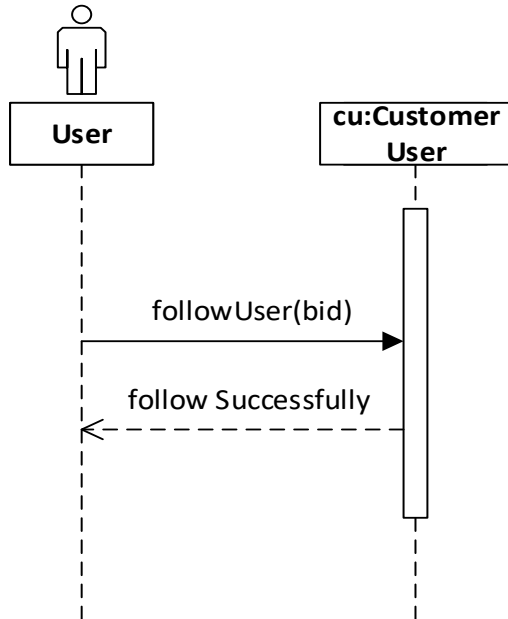 User
cu:Customer
User
followUser(bid)
follow Successfully